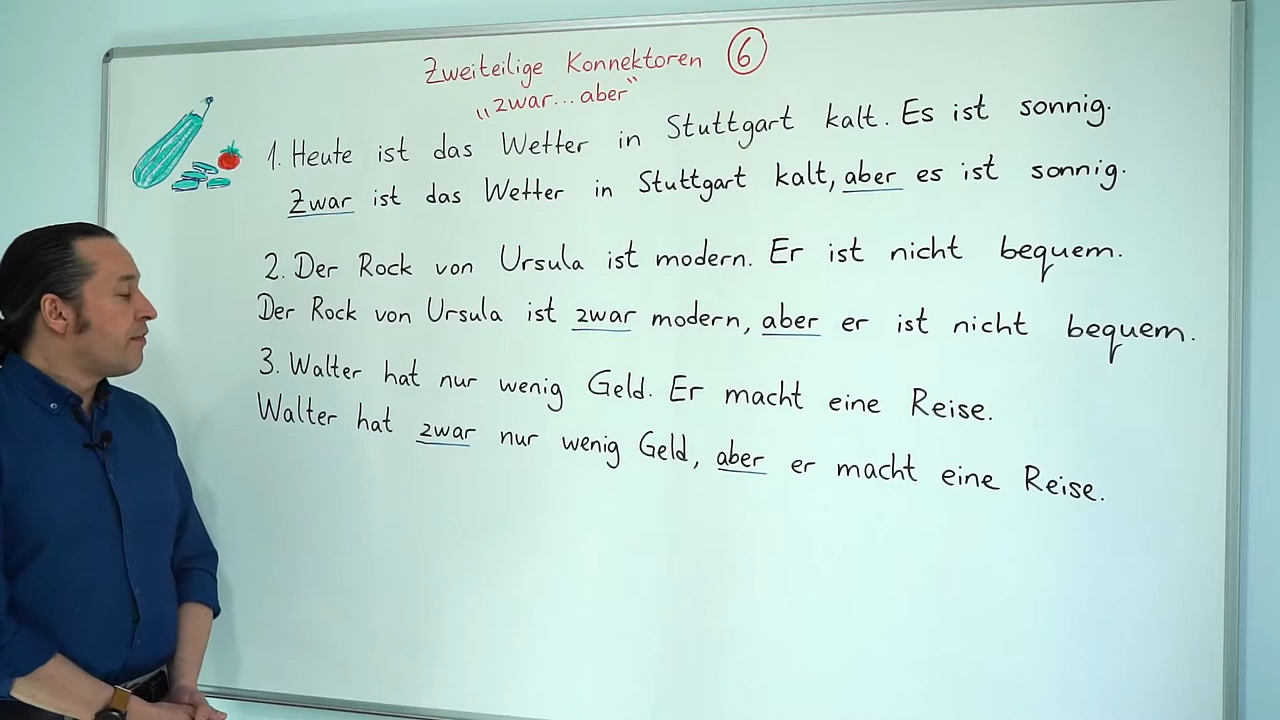 Zweiteilige Konnektoren 6
„zwar...aber“
1. Heute ist das Wetter in Stuttgart kalt. Es ist sonnig.
Zwar ist das Wetter in Stuttgart kalt, aber es ist sonnig.
2. Der Rock von Ursula ist modern. Er ist nicht bequem.
Der Rock von Ursula ist zwar modern, aber er ist nicht bequem.
3. Walter hat nur wenig Geld. Er macht eine Reise.
Walter hat zwar nur wenig Geld, aber er macht eine Reise.